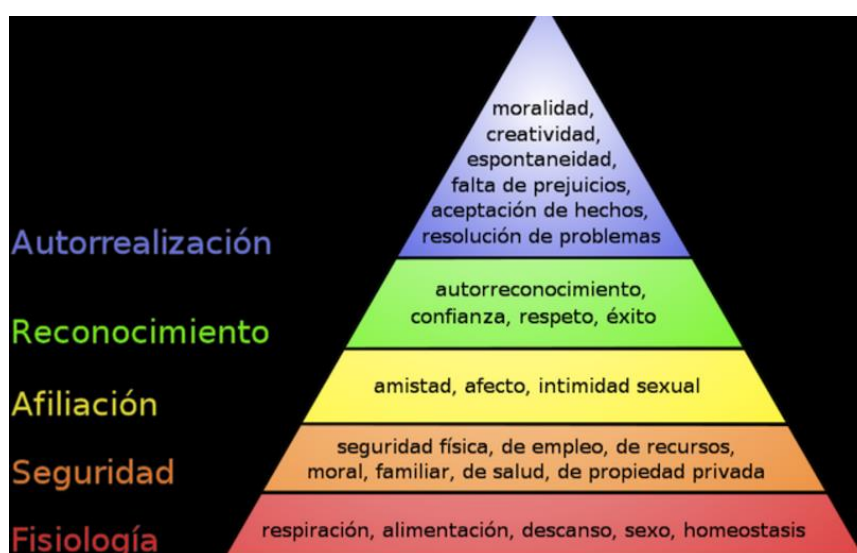 moralidad,
creatividad,
espontaneidad,
falta de prejuicios,
aceptación de hechos,
resolución de problemas
Autorrealización
autorreconocimiento,
confianza, respeto, éxito
Reconocimiento
amistad, afecto, intimidad sexual
Afiliación
seguridad física, de empleo, de recursos,
moral, familiar, de salud, de propiedad privada
Seguridad
respiración, alimentación, descanso, sexo, homeostasis
Fisiología